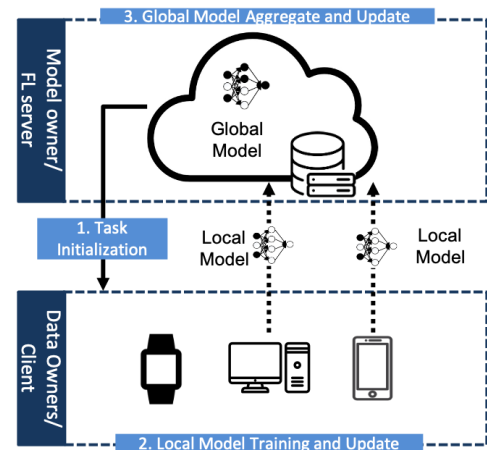 3. Global Model Aggregate and Update
Model owner/
FL server
Global
Model
1. Task
Initialization
Local
Model
Local
Model
Data Owners/
Client
2. Local Model Training and Update